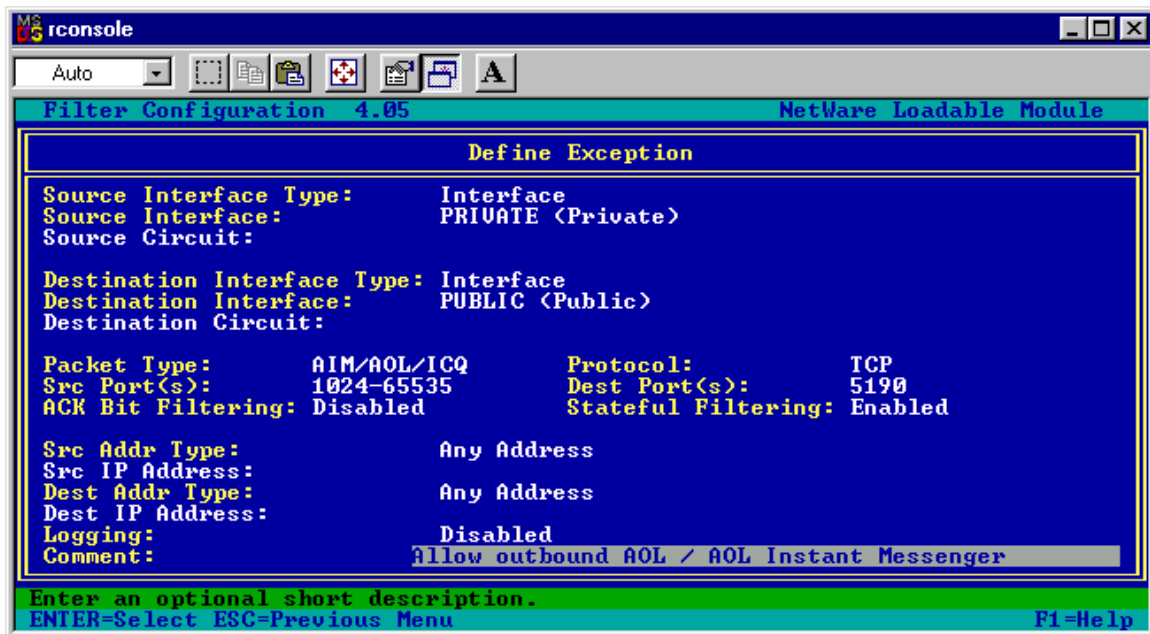 MS DOS rconsole
Auto A
Filter Configuration 4.05 NetWare Loadable Module
Define Exception
Source Interface Type: Interface
Source Interface: PRIVATE (Private)
Source Circuit:
Destination Interface Type: Interface
Destination Interface: PUBLIC (Public)
Destination Circuit:
Packet Type: AIM/AOL/ICQ Protocol: TCP
Src Port(s): 1024-65535 Dest Port(s): 5190
ACK Bit Filtering: Disabled Stateful Filtering: Enabled
Src Addr Type: Any Address
Src IP Address:
Dest Addr Type: Any Address
Dest IP Address:
Logging: Disabled
Comment: Allow outbound AOL / AOL Instant Messenger
Enter an optional short description.
ENTER=Select ESC=Previous Menu F1=Help